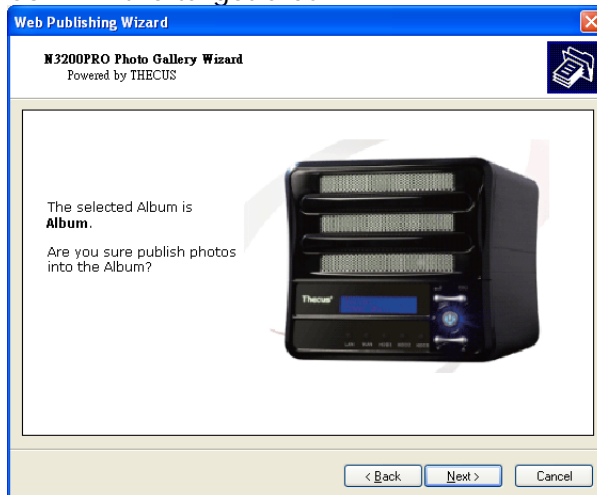 Web Publishing Wizard
N3200PRO Photo Gallery Wizard
Powered by THECUS
The selected Album is
Album.
Are you sure publish photos
into the Album?
Thecus
< Back
Next >
Cancel